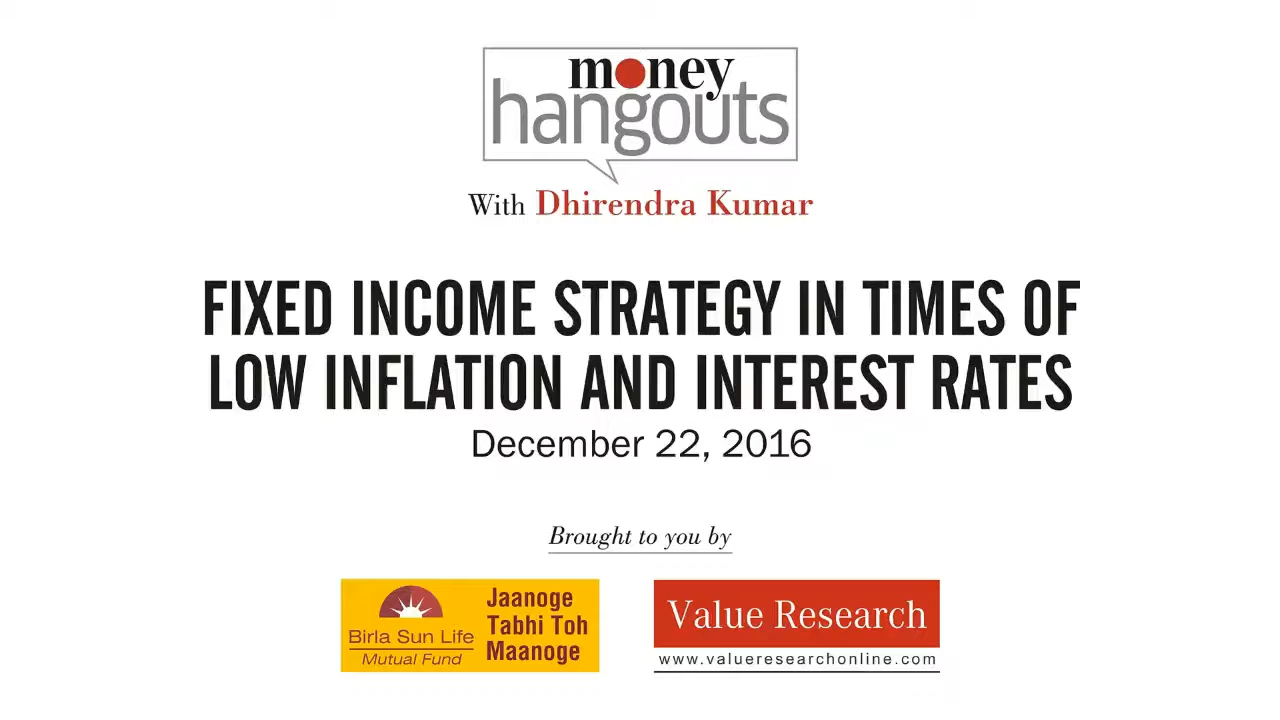 money
hangouts
With Dhirendra Kumar
FIXED INCOME STRATEGY IN TIMES OF
LOW INFLATION AND INTEREST RATES
December 22, 2016
Brought to you by
Birla Sun Life
Mutual Fund
Jaanoge
Tabhi Toh
Maanoge
Value Research
www.valueresearchonline.com